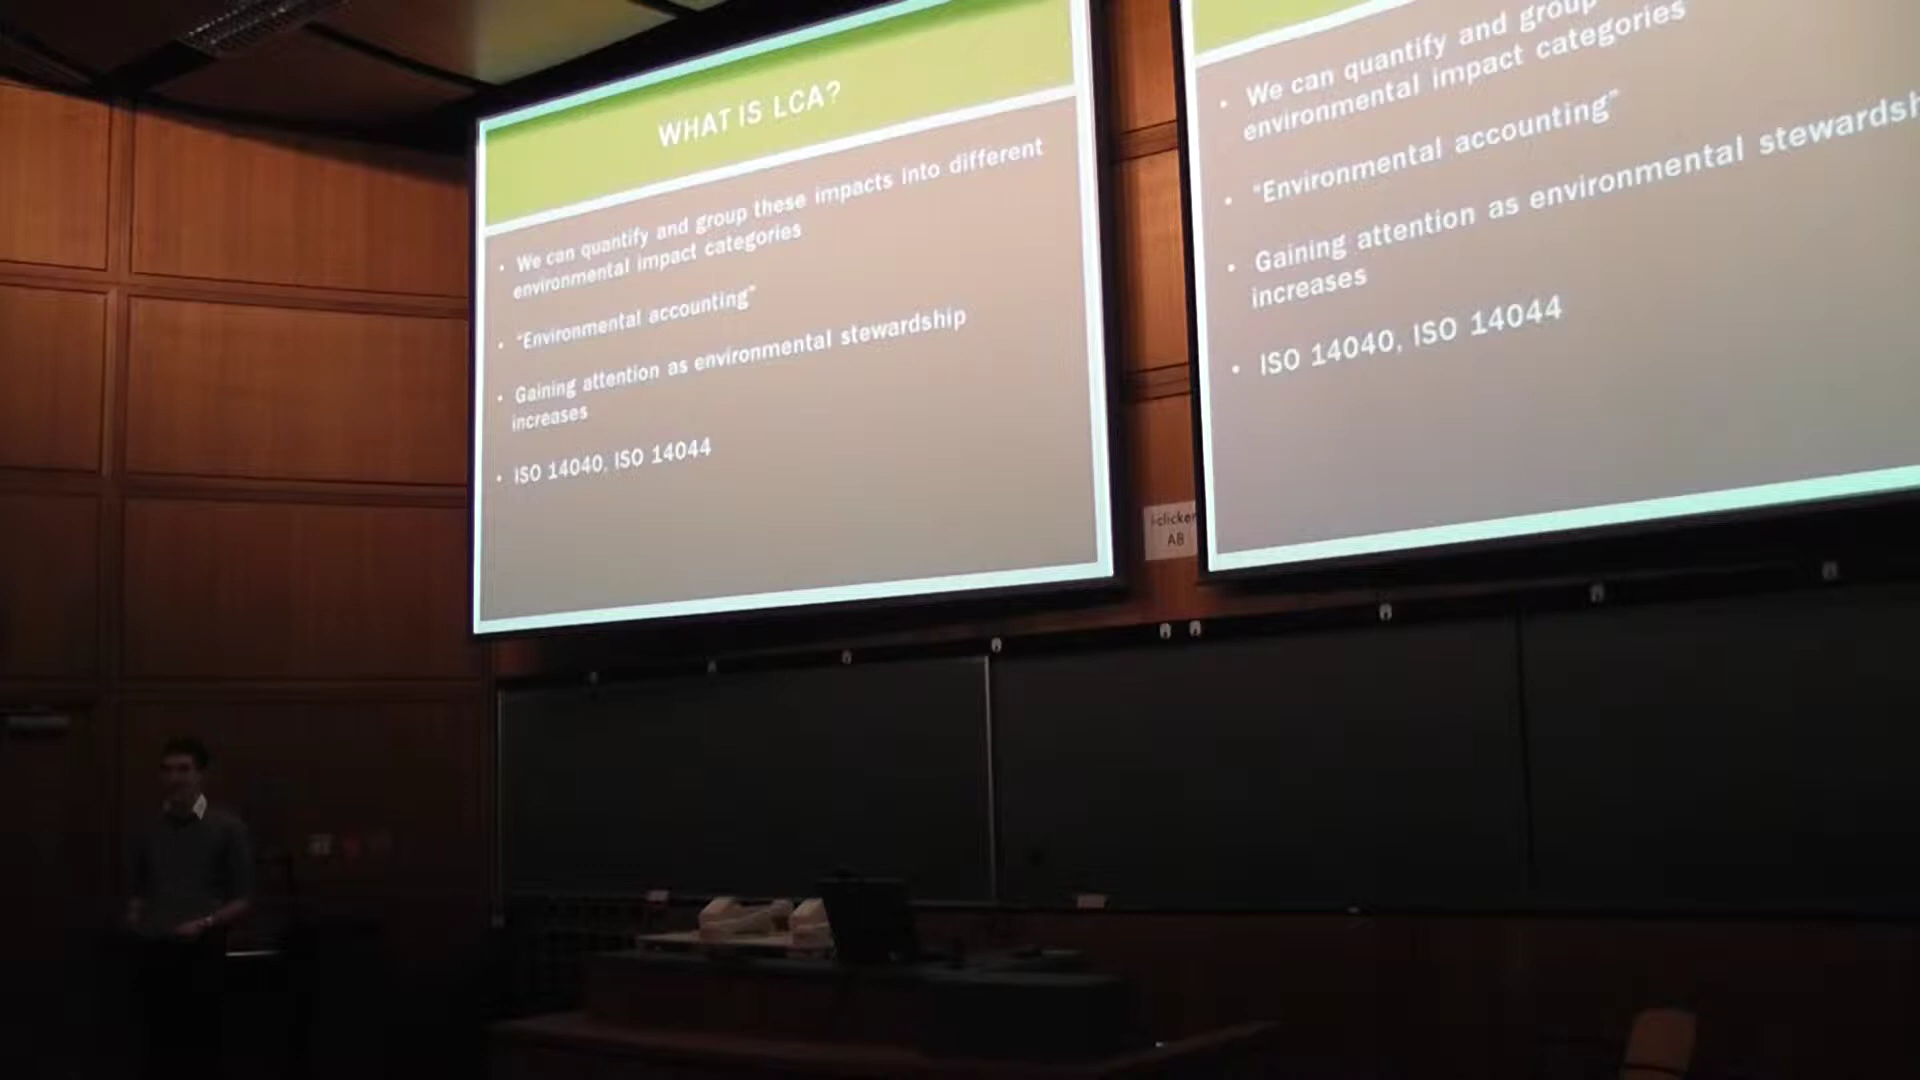 WHAT IS LCA?
• We can quantify and group these impacts into different
environmental impact categories
• "Environmental accounting"
• Gaining attention as environmental stewardship
increases
• ISO 14040, ISO 14044
• We can quantify and group
environmental impact categories
• "Environmental accounting"
• Gaining attention as environmental
increases
• ISO 14040, ISO 14044
i-clicker
AB